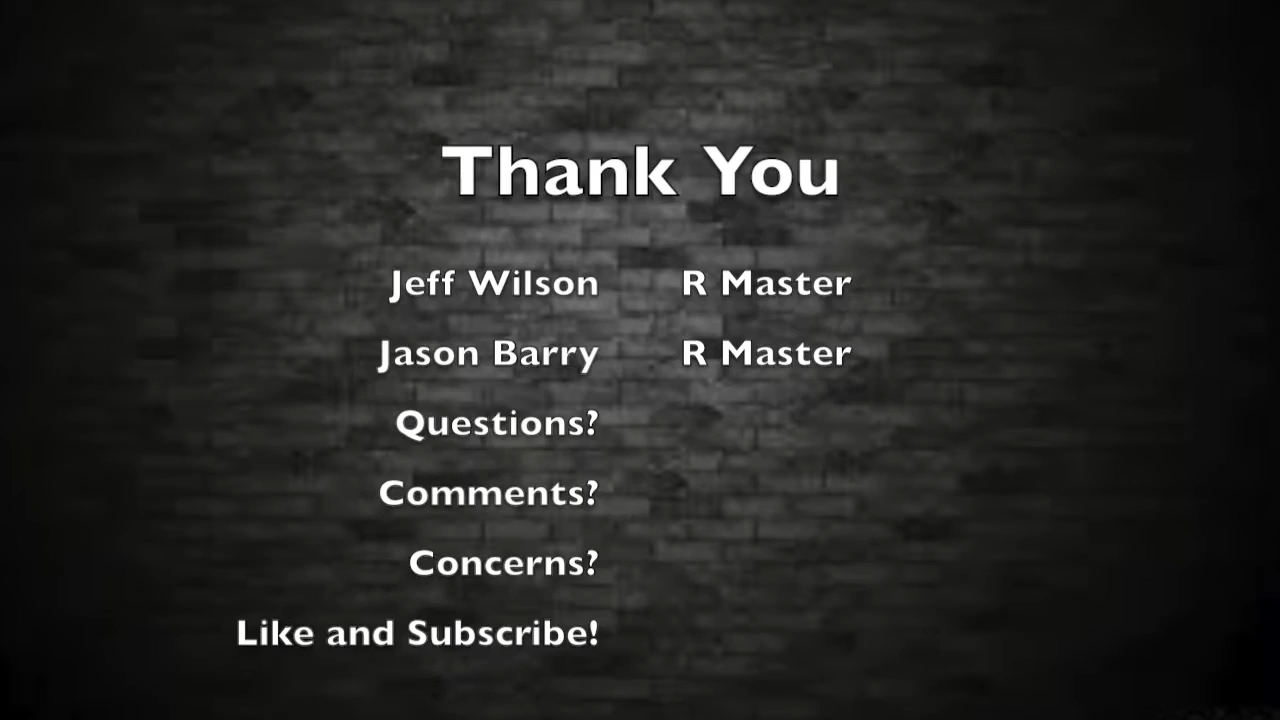 Thank You
Jeff Wilson R Master
Jason Barry R Master
Questions?
Comments?
Concerns?
Like and Subscribe!